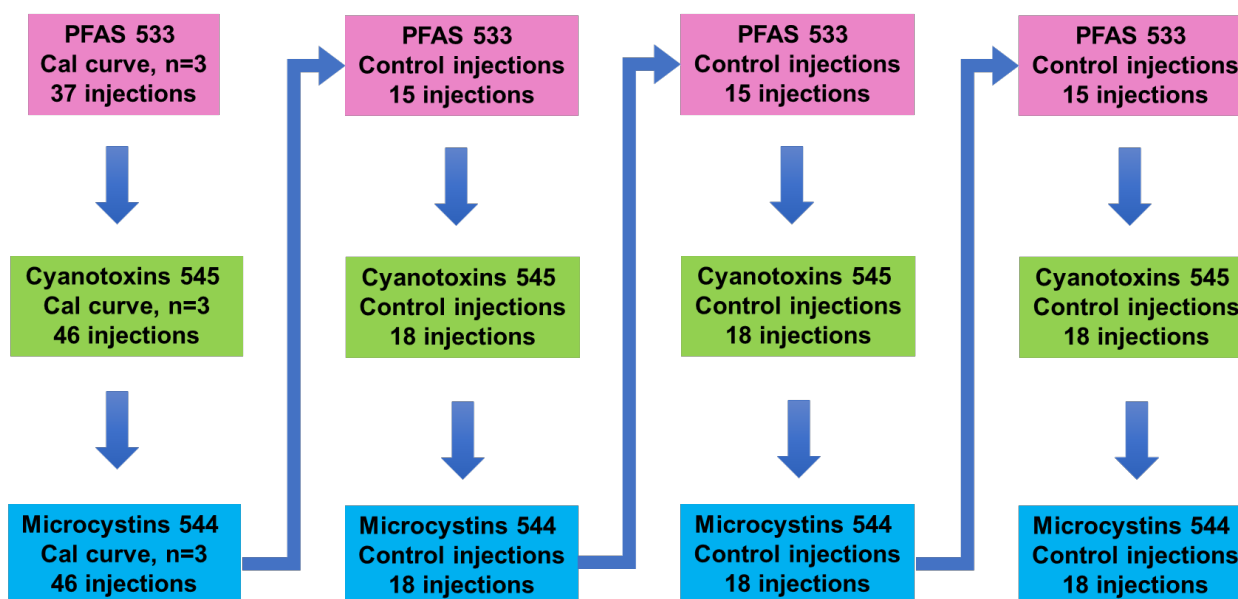 PFAS 533
Cal curve, n=3
37 injections
Cyanotoxins 545
Cal curve, n=3
46 injections
Microcystins 544
Cal curve, n=3
46 injections
PFAS 533
Control injections
15 injections
Cyanotoxins 545
Control injections
18 injections
Microcystins 544
Control injections
18 injections
PFAS 533
Control injections
15 injections
Cyanotoxins 545
Control injections
18 injections
Microcystins 544
Control injections
18 injections
PFAS 533
Control injections
15 injections
Cyanotoxins 545
Control injections
18 injections
Microcystins 544
Control injections
18 injections